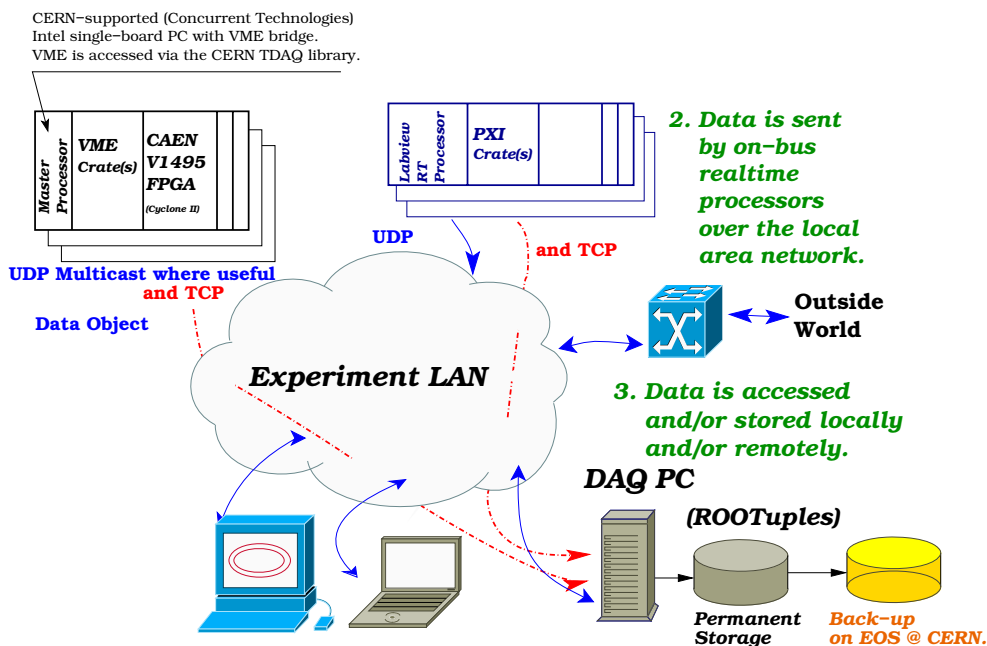 CERN−supported (Concurrent Technologies)
Intel single−board PC with VME bridge.
VME is accessed via the CERN TDAQ library.
Master
Processor
VME
Crate(s)
CAEN
V1495
FPGA
(Cyclone II)
Labview
RT
Processor
PXI
Crate(s)
2. Data is sent
by on−bus
realtime
processors
over the local
area network.
UDP
and TCP
UDP Multicast where useful
and TCP
Data Object
Outside
World
Experiment LAN
3. Data is accessed
and/or stored locally
and/or remotely.
DAQ PC
(ROOTuples)
Permanent
Storage
Back−up
on EOS @ CERN.